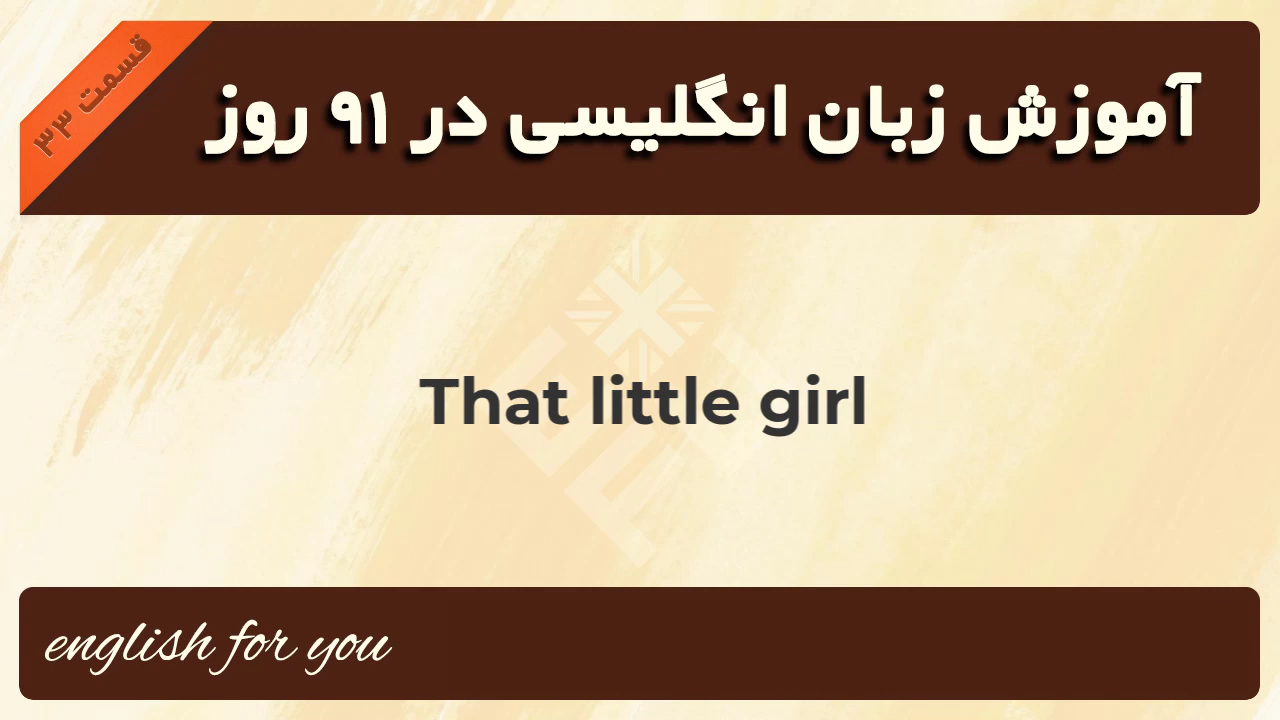 قسمت ۳۳
آموزش زبان انگلیسی در ۹۱ روز
That little girl
english for you